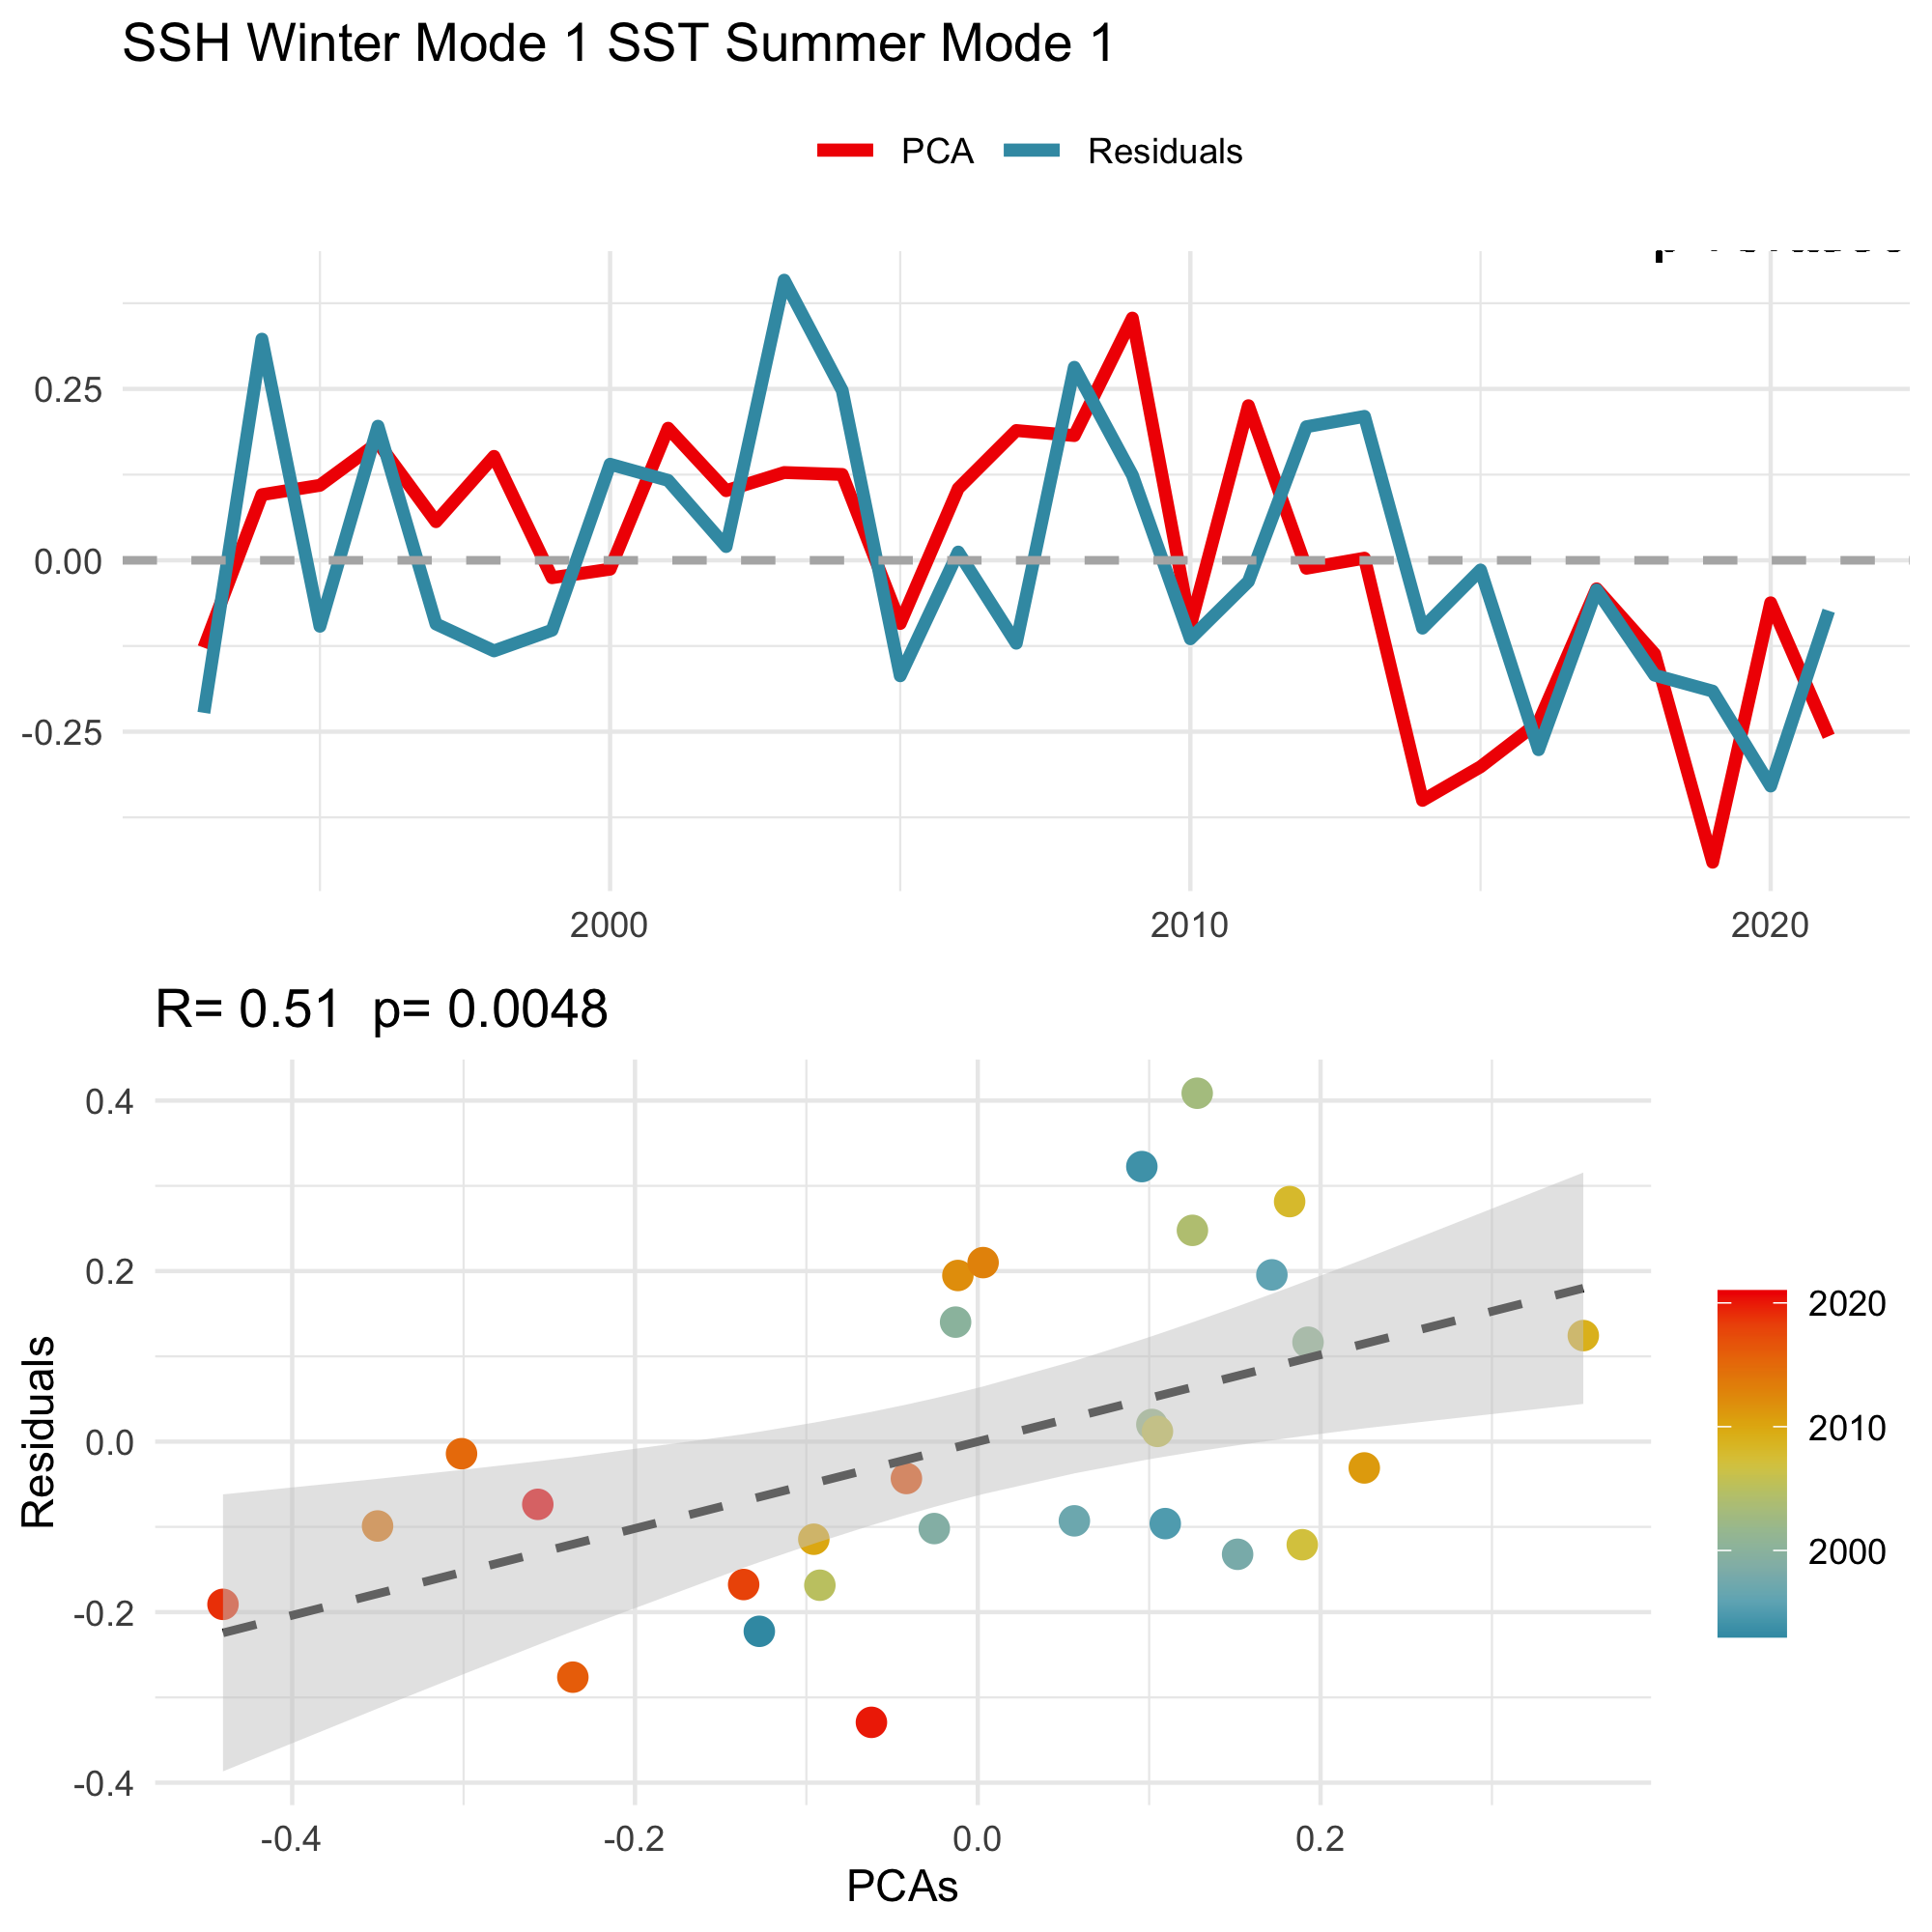 SSH Winter Mode 1 SST Summer Mode 1
PCA Residuals
0.25
0.00
-0.25
2000 2010 2020
R= 0.51 p= 0.0048
Residuals
0.4
0.2
0.0
-0.2
-0.4
-0.4 -0.2 0.0 0.2
PCAs
2020
2010
2000